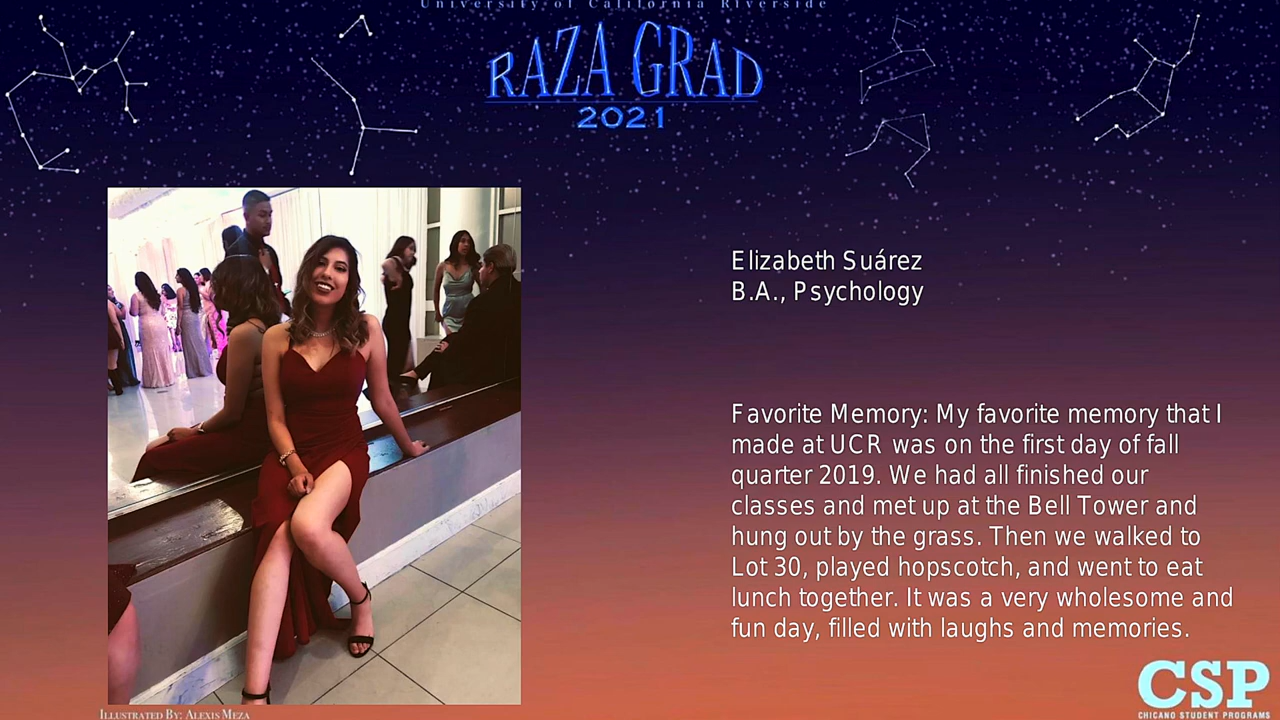 University of California Riverside
RAZA GRAD
2021
Elizabeth Suárez
B.A., Psychology
Favorite Memory: My favorite memory that I
made at UCR was on the first day of fall
quarter 2019. We had all finished our
classes and met up at the Bell Tower and
hung out by the grass. Then we walked to
Lot 30, played hopscotch, and went to eat
lunch together. It was a very wholesome and
fun day, filled with laughs and memories.
CSP
CHICANO STUDENT PROGRAMS
ILLUSTRATED BY: ALEXIS MEZA